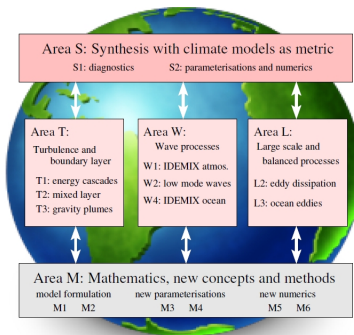 Area S: Synthesis with climate models as metric
S1: diagnostics S2: parameterisations and numerics
Area T:
Turbulence and
boundary layer
T1: energy cascades
T2: mixed layer
T3: gravity plumes
Area W:
Wave processes
W1: IDEMIX atmos.
W2: low mode waves
W4: IDEMIX ocean
Area L:
Large scale and
balanced processes
L2: eddy dissipation
L3: ocean eddies
Area M: Mathematics, new concepts and methods
model formulation new parameterisations new numerics
M1 M2 M3 M4 M5 M6